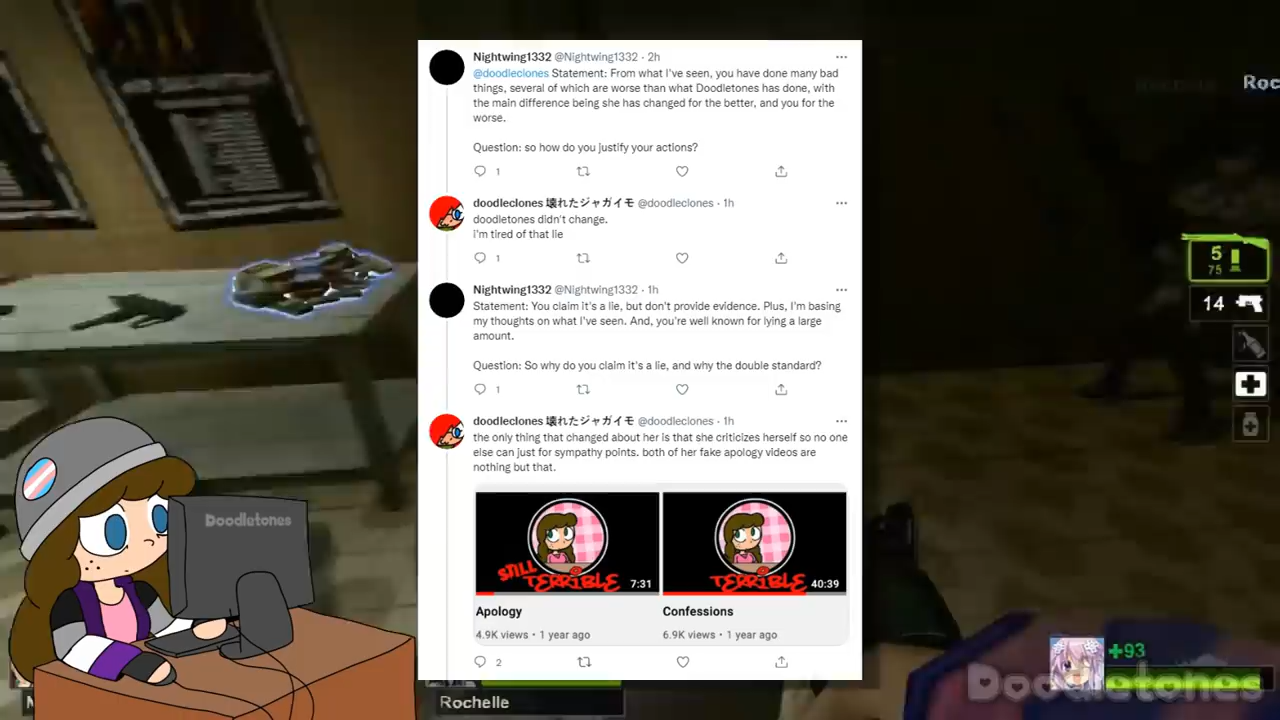 Nightwing1332 @Nightwing1332 · 2h
@doodleclones Statement: From what I've seen, you have done many bad
things, several of which are worse than what Doodletones has done, with
the main difference being she has changed for the better, and you for the
worse.
Question: so how do you justify your actions?
1
doodleclones 壊れたジャガイモ @doodleclones · 1h
doodletones didn't change.
i'm tired of that lie
1
Nightwing1332 @Nightwing1332 · 1h
Statement: You claim it's a lie, but don't provide evidence. Plus, I'm basing
my thoughts on what I've seen. And, you're well known for lying a large
amount.
Question: So why do you claim it's a lie, and why the double standard?
1
doodleclones 壊れたジャガイモ @doodleclones · 1h
the only thing that changed about her is that she criticizes herself so no one
else can just for sympathy points. both of her fake apology videos are
nothing but that.
STILL TERRIBLE 7:31
TERRIBLE 40:39
Apology
4.9K views · 1 year ago
Confessions
6.9K views · 1 year ago
2
Roc
5
75
14
+93
Doodletones
Doodletones
Rochelle